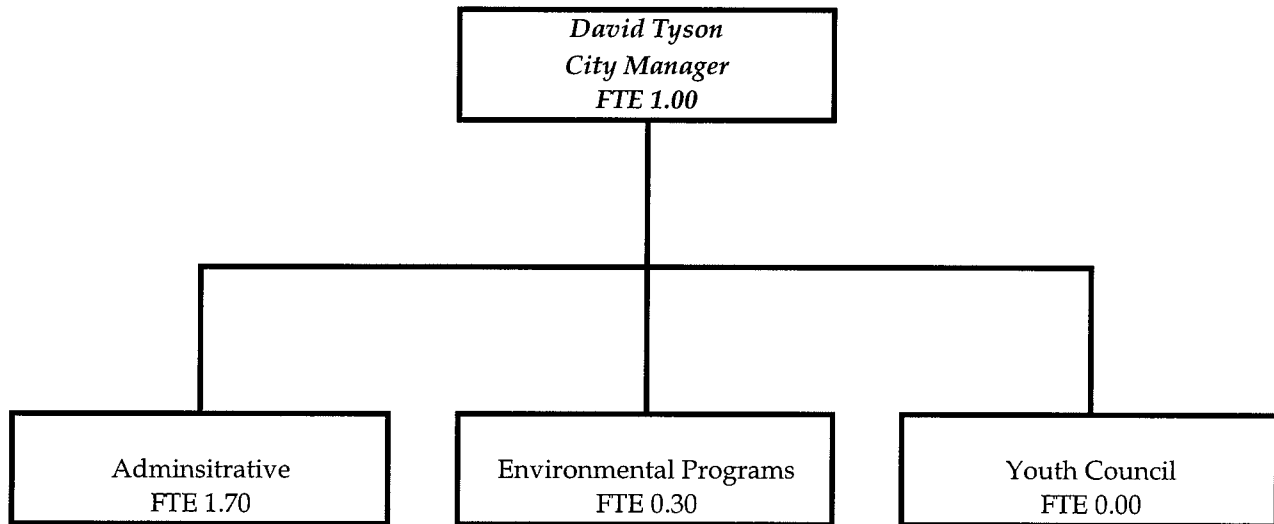 David Tyson
City Manager
FTE 1.00
Adminsitrative
FTE 1.70
Environmental Programs
FTE 0.30
Youth Council
FTE 0.00